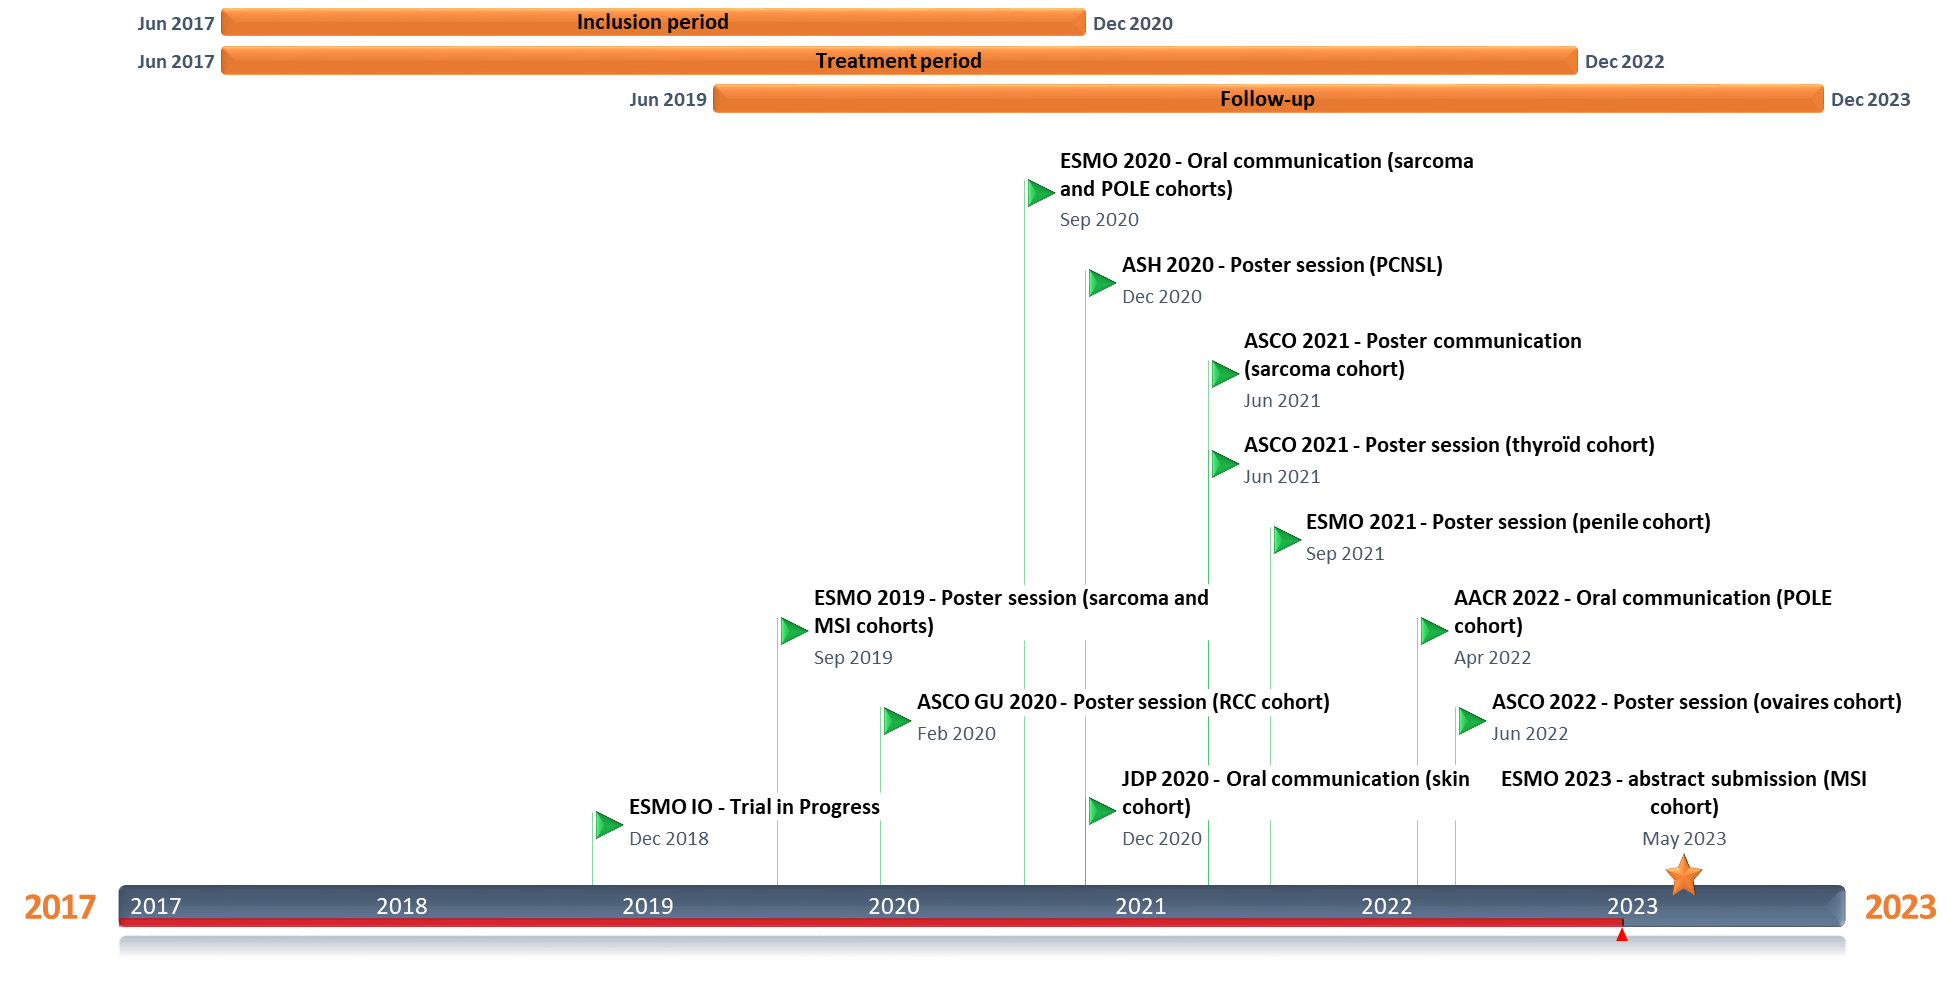 Jun 2017 Inclusion period Dec 2020
Jun 2017 Treatment period Dec 2022
Jun 2019 Follow-up Dec 2023
ESMO 2020 - Oral communication (sarcoma
and POLE cohorts)
Sep 2020
ASH 2020 - Poster session (PCNSL)
Dec 2020
ASCO 2021 - Poster communication
(sarcoma cohort)
Jun 2021
ASCO 2021 - Poster session (thyroïd cohort)
Jun 2021
ESMO 2021 - Poster session (penile cohort)
Sep 2021
ESMO 2019 - Poster session (sarcoma and
MSI cohorts)
Sep 2019
AACR 2022 - Oral communication (POLE
cohort)
Apr 2022
ASCO GU 2020 - Poster session (RCC cohort)
Feb 2020
ASCO 2022 - Poster session (ovaires cohort)
Jun 2022
ESMO IO - Trial in Progress
Dec 2018
JDP 2020 - Oral communication (skin
cohort)
Dec 2020
ESMO 2023 - abstract submission (MSI
cohort)
May 2023
2017 2017 2018 2019 2020 2021 2022 2023 2023